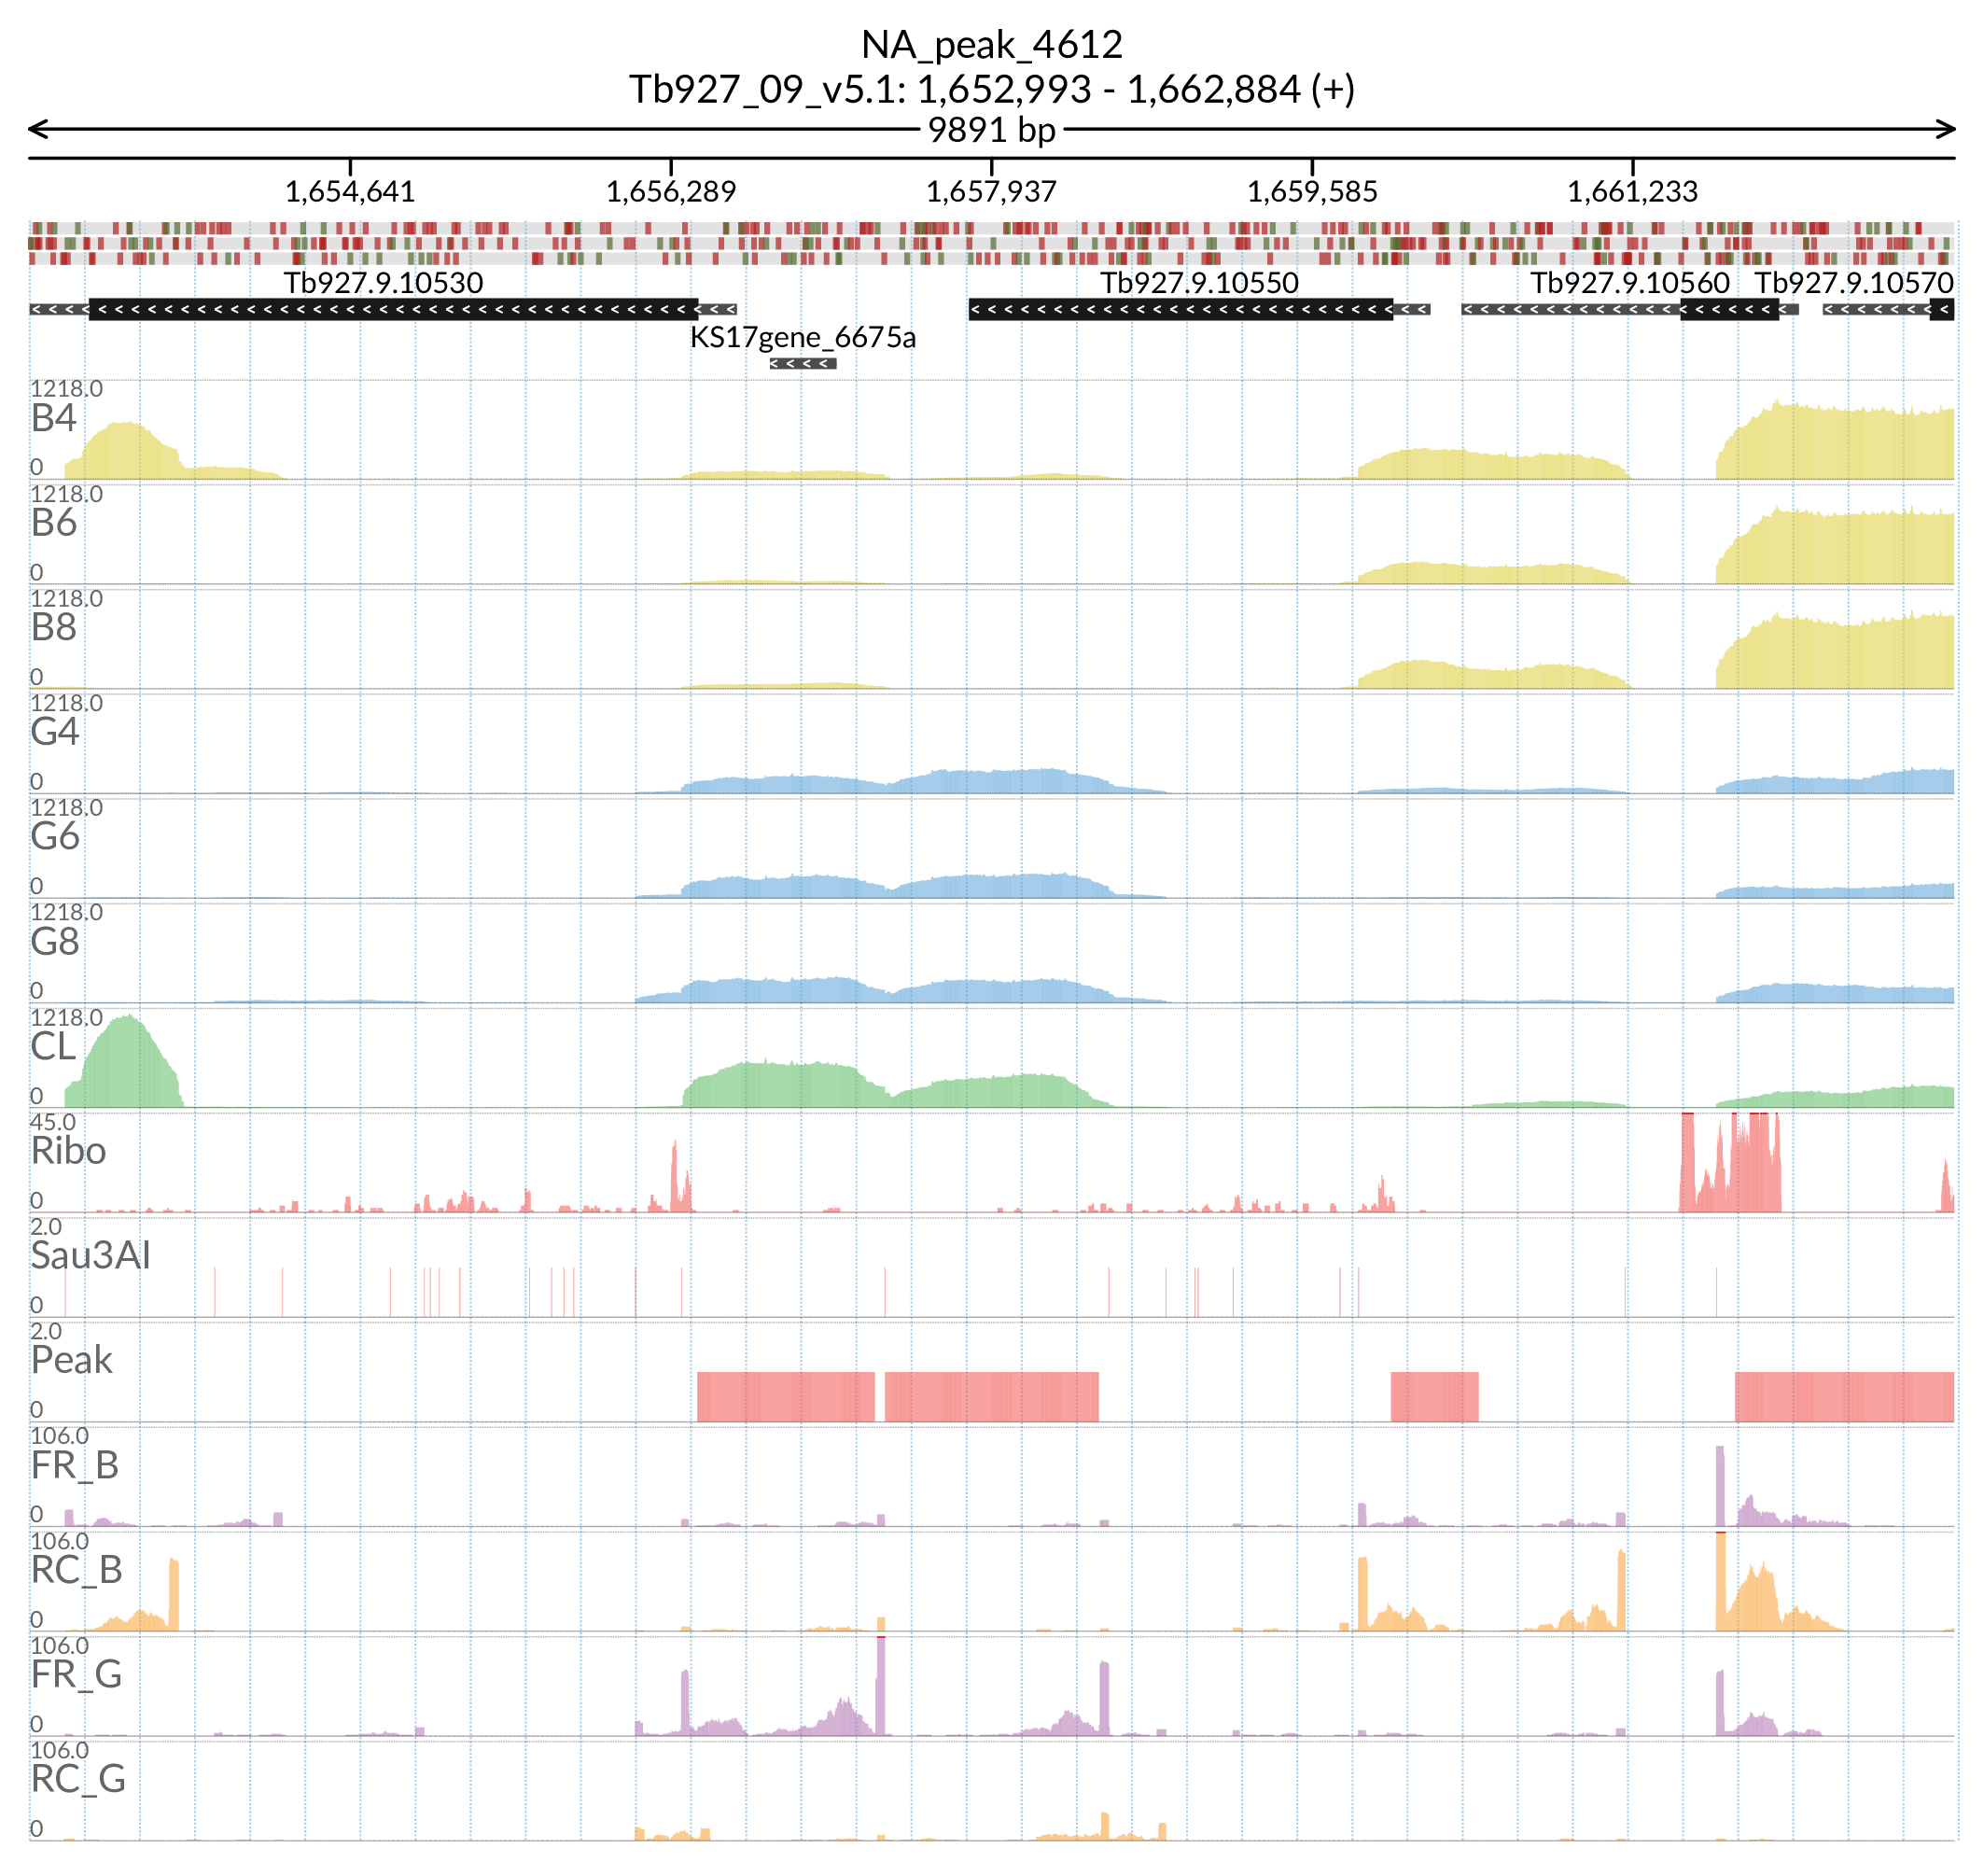 NA_peak_4612
Tb927_09_v5.1: 1,652,993 - 1,662,884 (+)
9891 bp
1,654,641 1,656,289 1,657,937 1,659,585 1,661,233
Tb927.9.10530 Tb927.9.10550 Tb927.9.10560 Tb927.9.10570
KS17gene_6675a
1218.0
B4
0
1218.0
B6
0
1218.0
B8
0
1218.0
G4
0
1218.0
G6
0
1218.0
G8
0
1218.0
CL
0
45.0
Ribo
0
2.0
Sau3AI
0
2.0
Peak
0
106.0
FR_B
0
106.0
RC_B
0
106.0
FR_G
0
106.0
RC_G
0